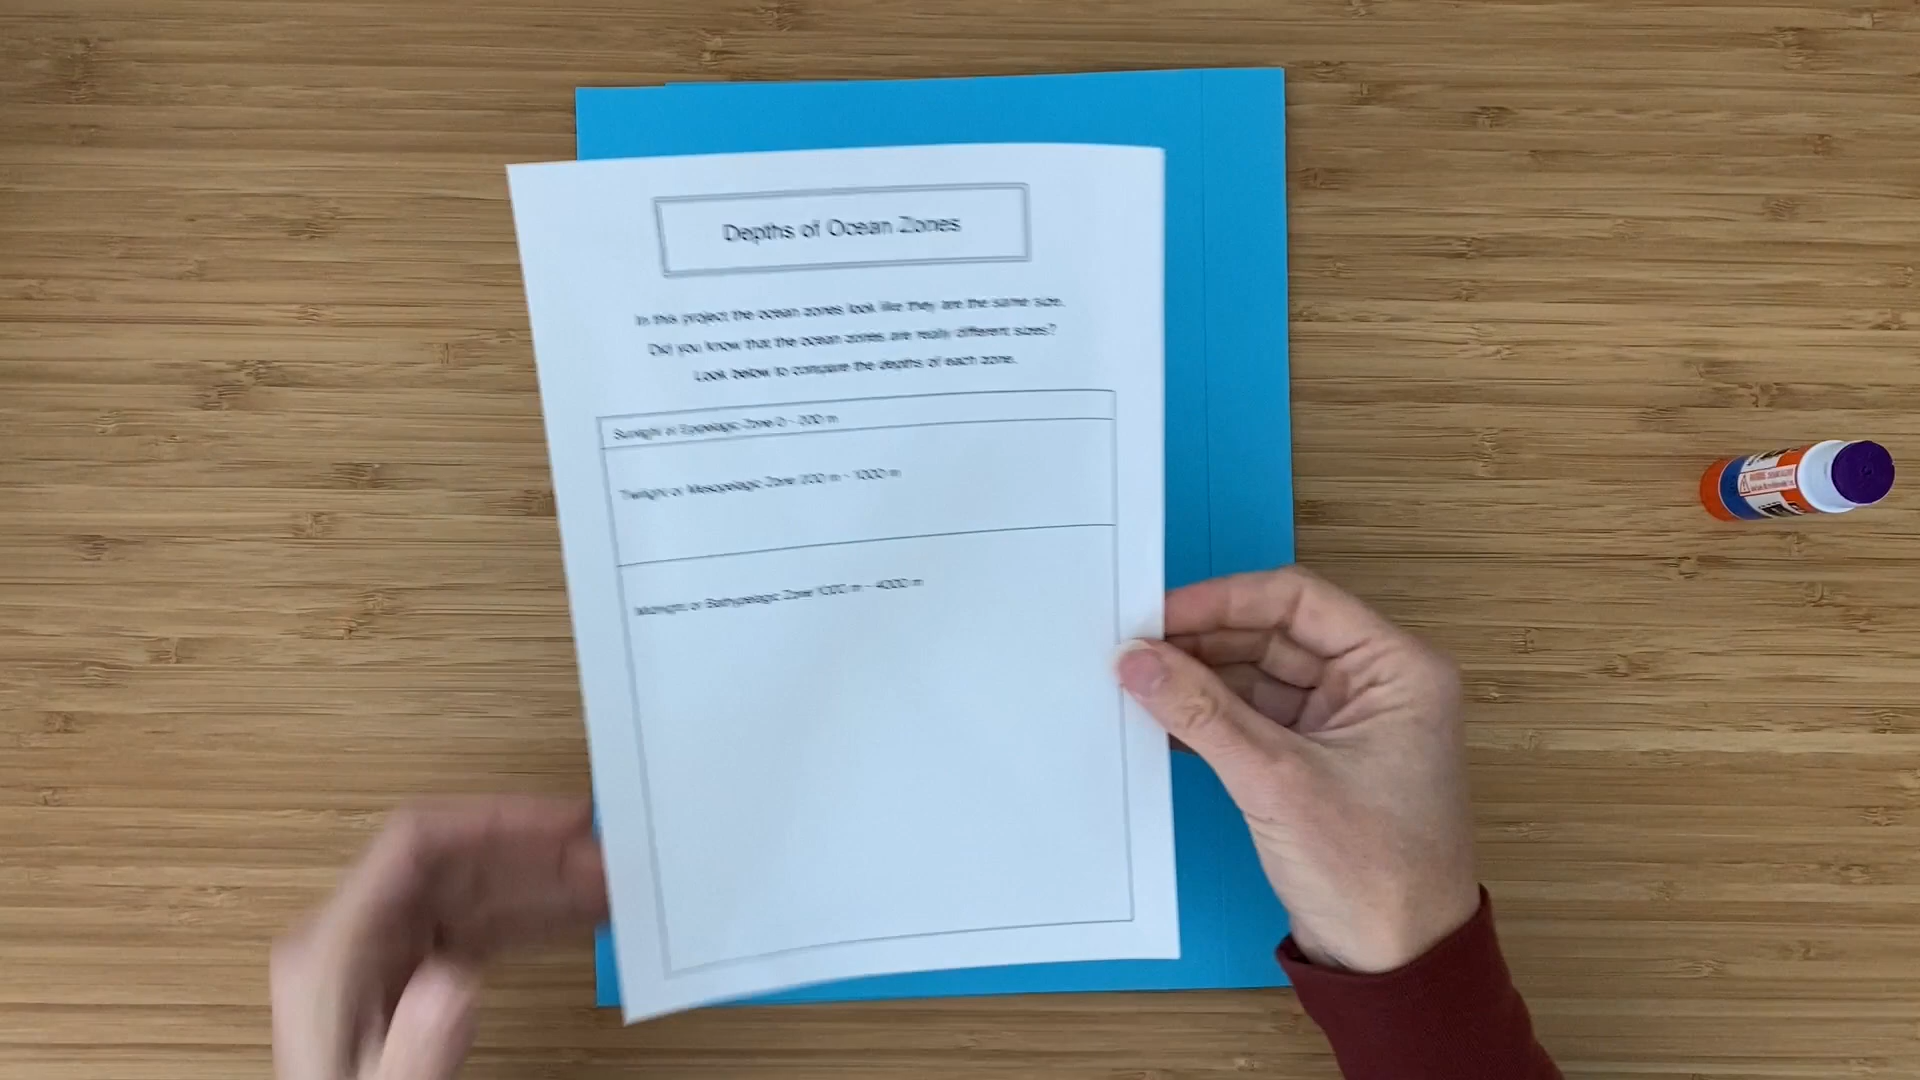 Depths of Ocean Zones
In this project the ocean zones look like they are the same size.
Did you know that the ocean zones are really different sizes?
Look below to compare the depths of each zone.
Sunlight or Epipelagic Zone 0 - 200 m
Twilight or Mesopelagic Zone 200 m - 1000 m
Midnight or Bathypelagic Zone 1000 m - 4000 m